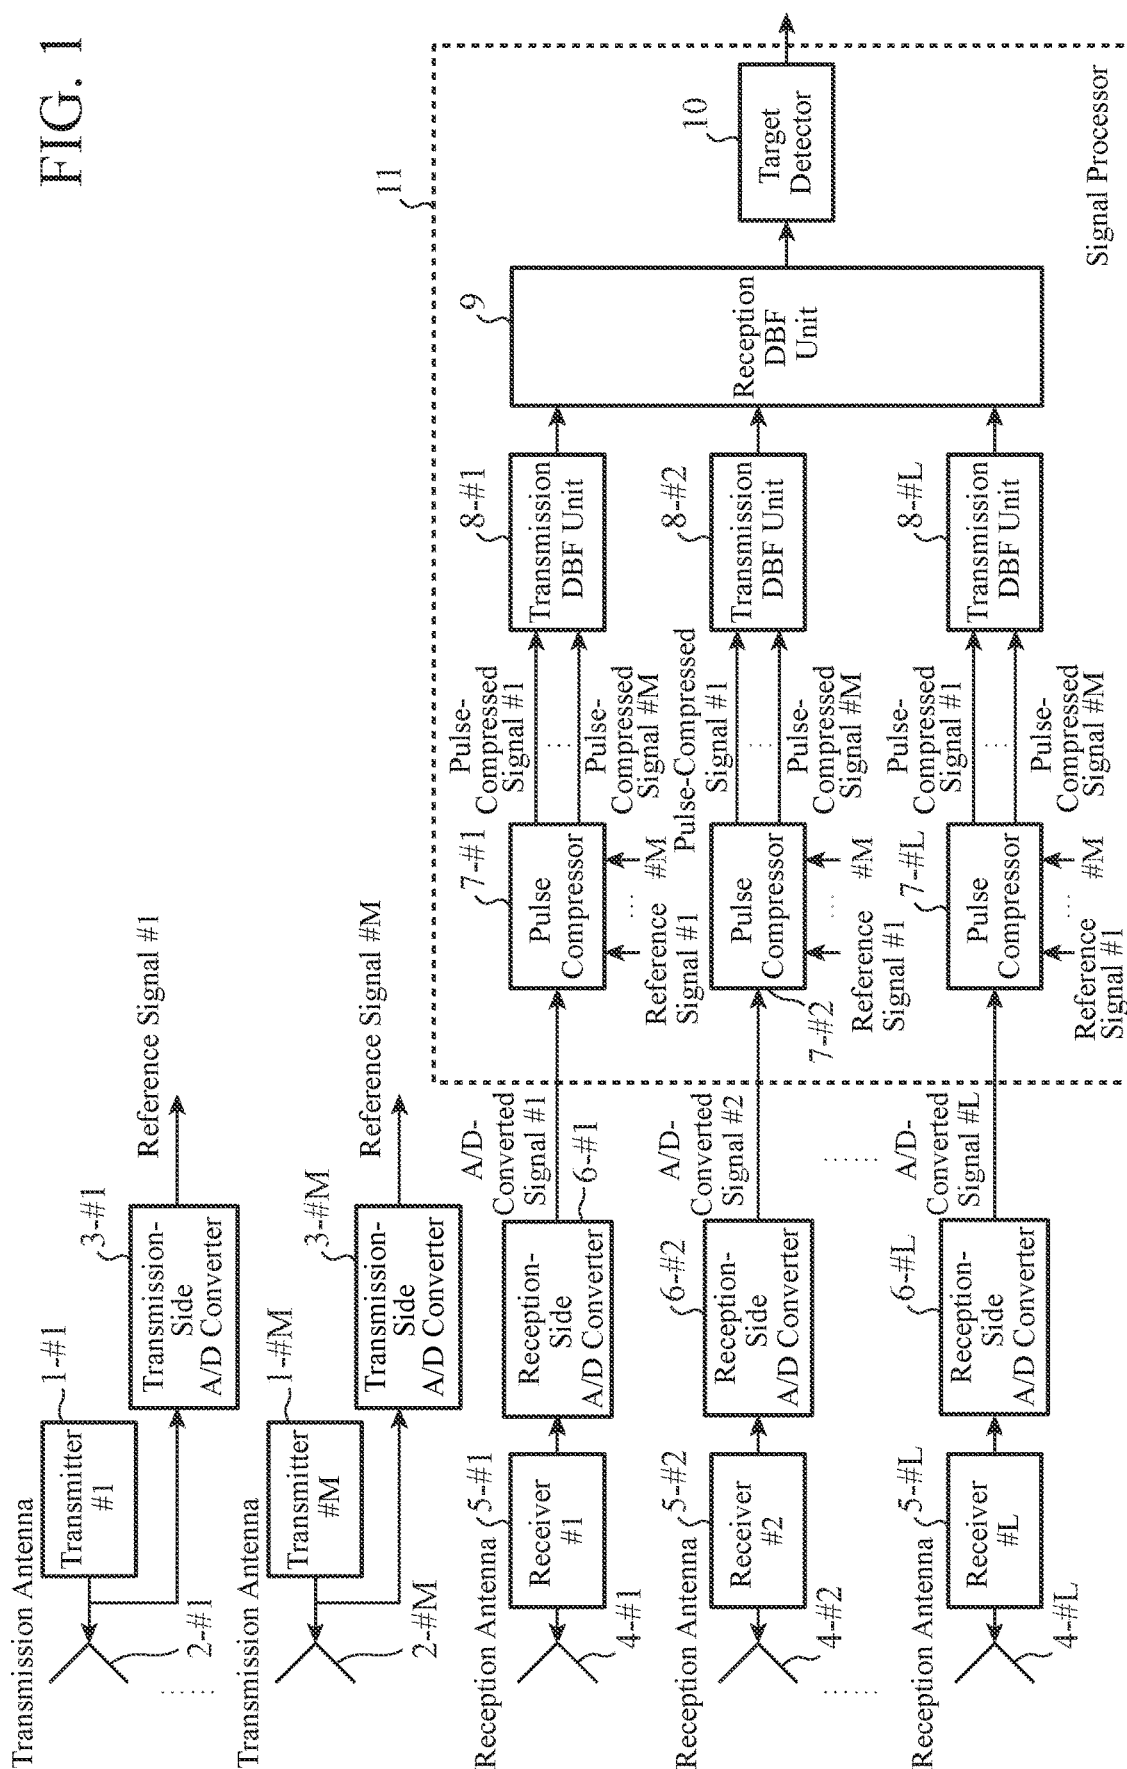 FIG. 1
Transmission Antenna
Transmitter
#1
1-#1
2-#1
Transmission-
Side
A/D Converter
3-#1
Reference Signal #1
......
Transmission Antenna
Transmitter
#M
1-#M
2-#M
Transmission-
Side
A/D Converter
3-#M
Reference Signal #M
11
Reception Antenna
4-#1
5-#1
Receiver
#1
Reception-
Side
A/D Converter
6-#1
A/D-
Converted
Signal #1
7-#1
Pulse
Compressor
Reference
Signal #1
...
#M
Pulse-
Compressed
Signal #1
...
Pulse-
Compressed
Signal #M
8-#1
Transmission
DBF Unit
9
Reception
DBF
Unit
10
Target
Detector
Reception Antenna
4-#2
5-#2
Receiver
#2
6-#2
Reception-
Side
A/D Converter
A/D-
Converted
Signal #2
7-#2
Pulse
Compressor
Reference
Signal #1
...
#M
Pulse-Compressed
Signal #1
...
Pulse-
Compressed
Signal #M
8-#2
Transmission
DBF Unit
......
......
Reception Antenna
4-#L
5-#L
Receiver
#L
6-#L
Reception-
Side
A/D Converter
A/D-
Converted
Signal #L
7-#L
Pulse
Compressor
Reference
Signal #1
...
#M
Pulse-
Compressed
Signal #1
...
Pulse-
Compressed
Signal #M
8-#L
Transmission
DBF Unit
Signal Processor